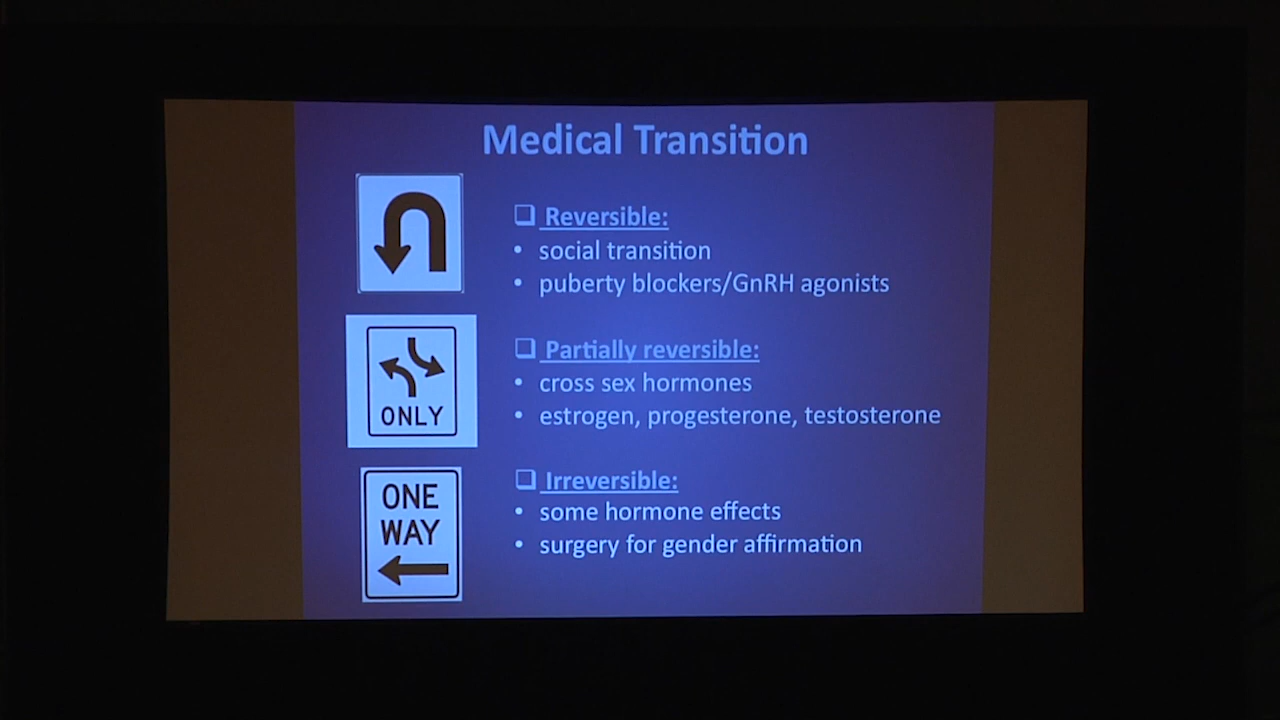 Medical Transition
❑ Reversible:
• social transition
• puberty blockers/GnRH agonists
ONLY
❑ Partially reversible:
• cross sex hormones
• estrogen, progesterone, testosterone
ONE
WAY
❑ Irreversible:
• some hormone effects
• surgery for gender affirmation